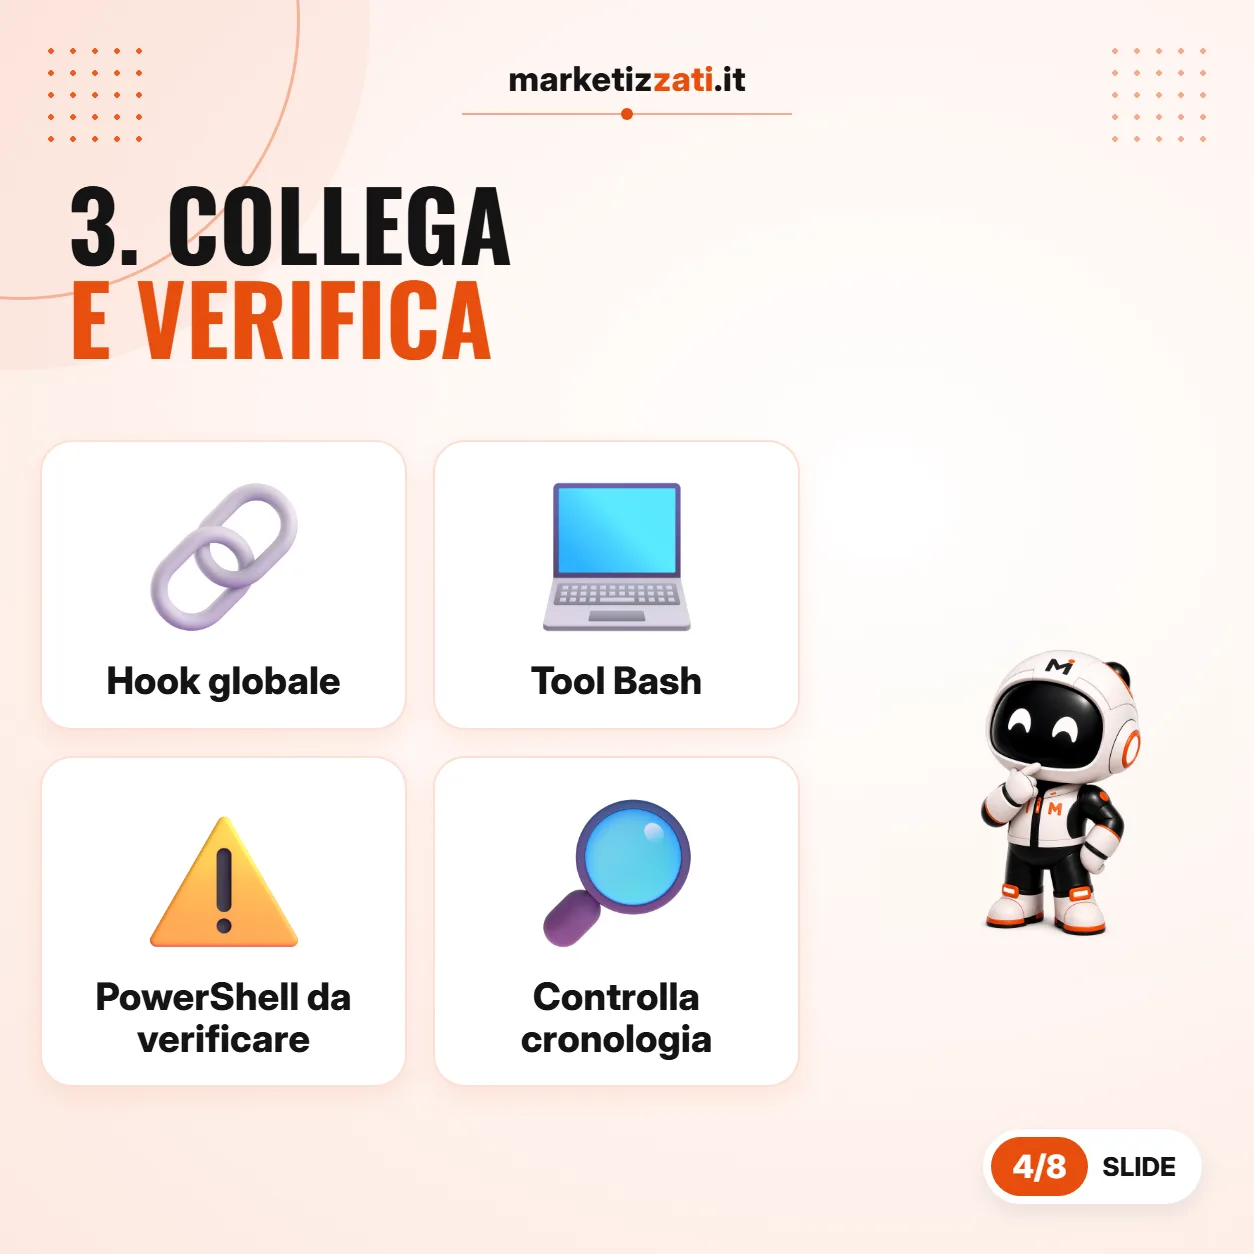 marketizzati.it
3. COLLEGA
E VERIFICA
Hook globale
Tool Bash
PowerShell da
verificare
Controlla
cronologia
M
M
4/8 SLIDE